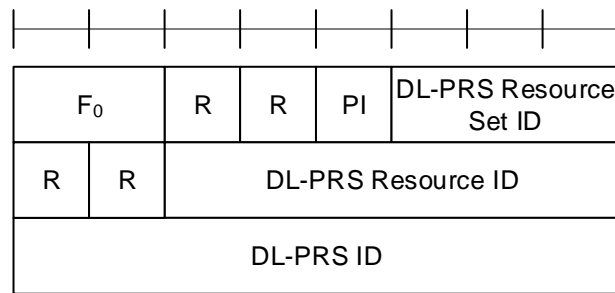 F₀ R R PI DL-PRS Resource
Set ID
R R DL-PRS Resource ID
DL-PRS ID